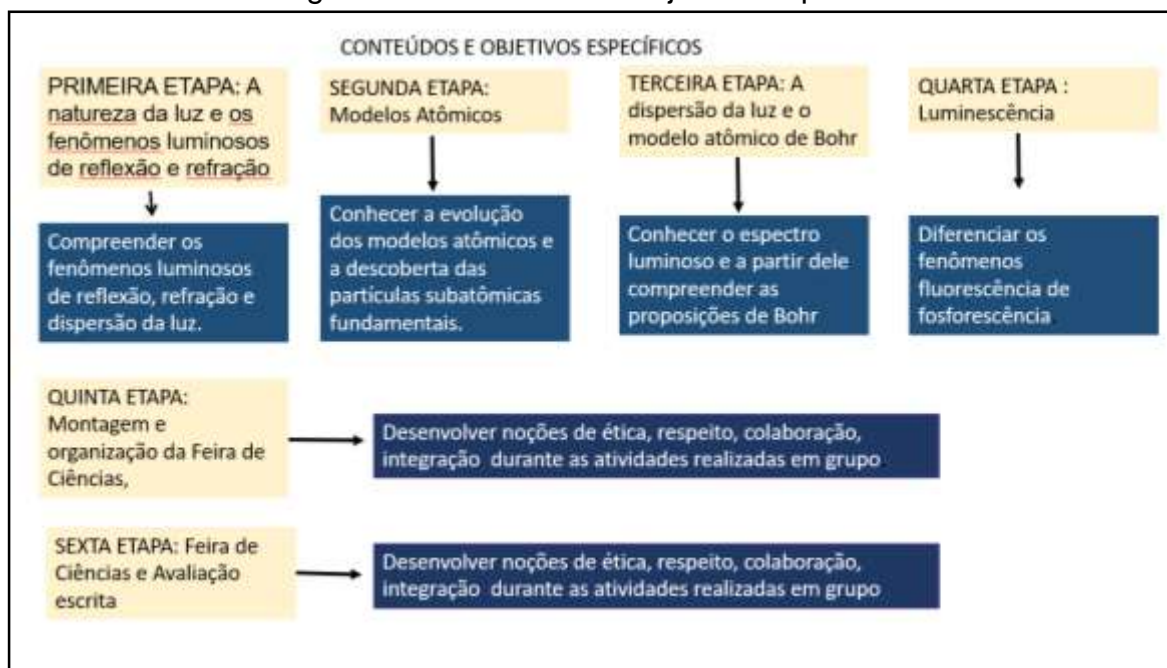 CONTEÚDOS E OBJETIVOS ESPECÍFICOS
PRIMEIRA ETAPA: A
natureza da luz e os
fenômenos luminosos
de reflexão e refração
SEGUNDA ETAPA:
Modelos Atômicos
TERCEIRA ETAPA: A
dispersão da luz e o
modelo atômico de Bohr
QUARTA ETAPA :
Luminescência
Compreender os
fenômenos luminosos
de reflexão, refração e
dispersão da luz.
Conhecer a evolução
dos modelos atômicos e
a descoberta das
partículas subatômicas
fundamentais.
Conhecer o espectro
luminoso e a partir dele
compreender as
proposições de Bohr
Diferenciar os
fenômenos
fluorescência de
fosforescência
QUINTA ETAPA:
Montagem e
organização da Feira de
Ciências,
Desenvolver noções de ética, respeito, colaboração,
integração durante as atividades realizadas em grupo
SEXTA ETAPA: Feira de
Ciências e Avaliação
escrita
Desenvolver noções de ética, respeito, colaboração,
integração durante as atividades realizadas em grupo